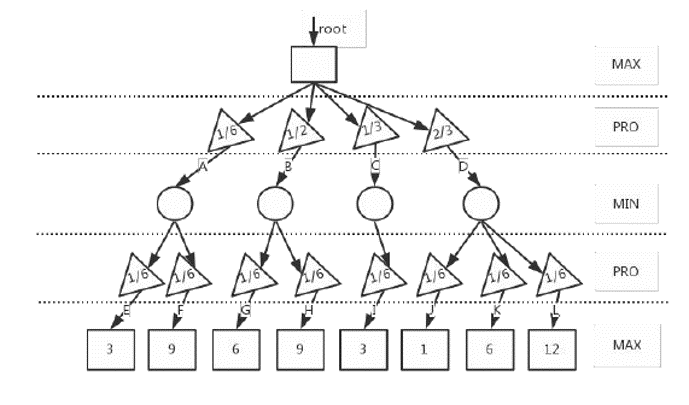 root
MAX
1/6 1/2 1/3 2/3 PRO
A B C D
MIN
1/6 1/6 1/6 1/6 1/6 1/6 1/6 1/6 PRO
E F G H I J K L
3 9 6 9 3 1 6 12 MAX